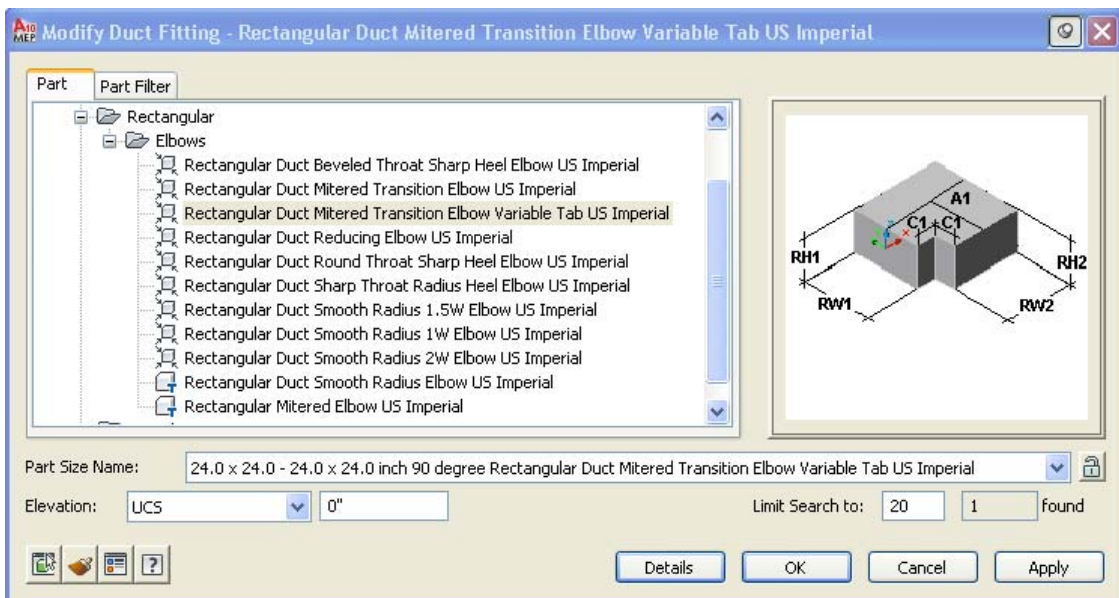 A10 MEP Modify Duct Fitting - Rectangular Duct Mitered Transition Elbow Variable Tab US Imperial
Part Part Filter
Rectangular
Elbows
Rectangular Duct Beveled Throat Sharp Heel Elbow US Imperial
Rectangular Duct Mitered Transition Elbow US Imperial
Rectangular Duct Mitered Transition Elbow Variable Tab US Imperial
Rectangular Duct Reducing Elbow US Imperial
Rectangular Duct Round Throat Sharp Heel Elbow US Imperial
Rectangular Duct Sharp Throat Radius Heel Elbow US Imperial
Rectangular Duct Smooth Radius 1.5W Elbow US Imperial
Rectangular Duct Smooth Radius 1W Elbow US Imperial
Rectangular Duct Smooth Radius 2W Elbow US Imperial
Rectangular Duct Smooth Radius Elbow US Imperial
Rectangular Mitered Elbow US Imperial
A1
C1 C1
RH1 RH2
RW1 RW2
Part Size Name: 24.0 x 24.0 - 24.0 x 24.0 inch 90 degree Rectangular Duct Mitered Transition Elbow Variable Tab US Imperial
Elevation: UCS 0" Limit Search to: 20 1 found
? Details OK Cancel Apply